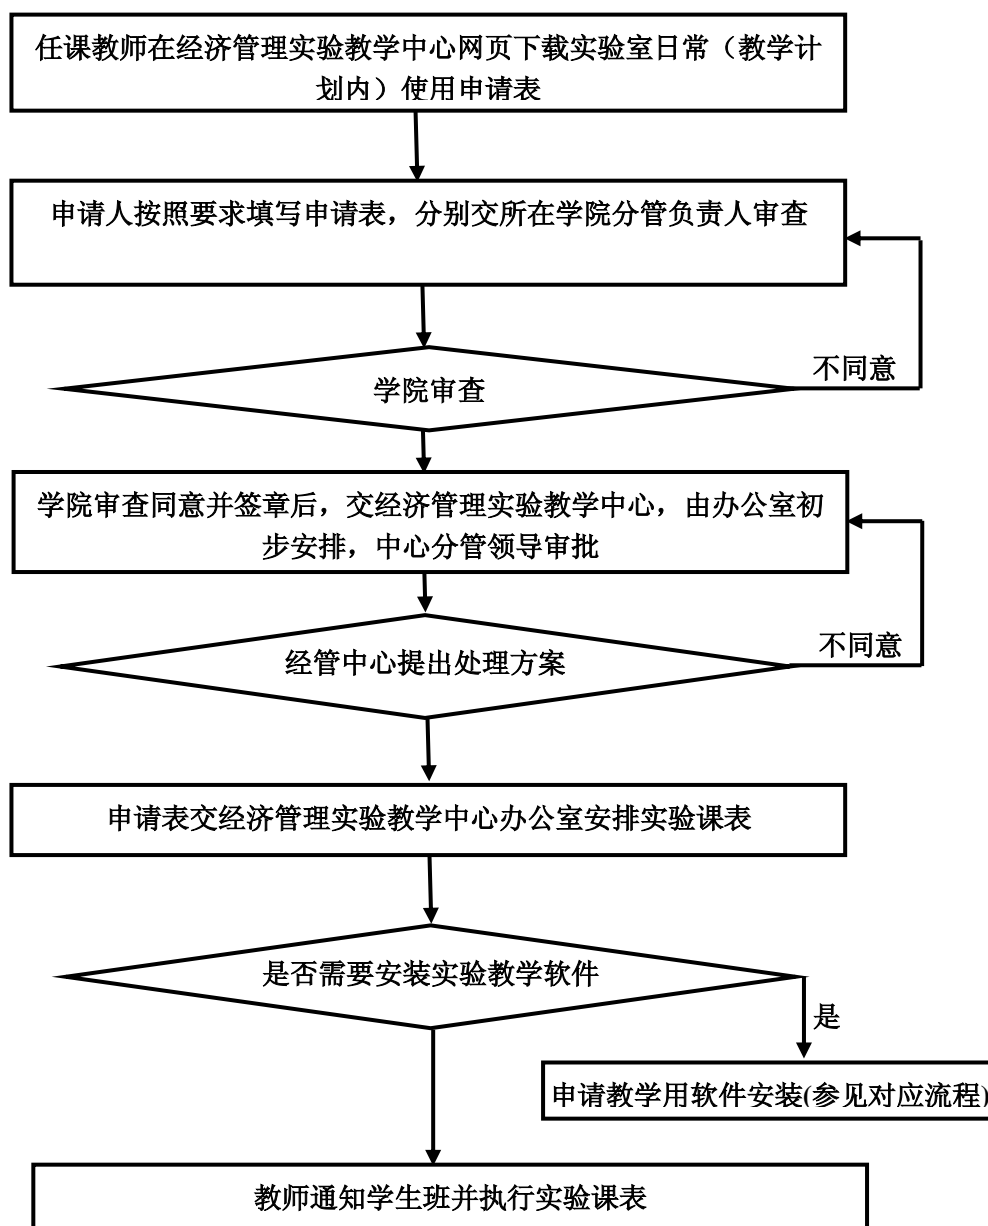 任课教师在经济管理实验教学中心网页下载实验室日常（教学计
划内）使用申请表
申请人按照要求填写申请表，分别交所在学院分管负责人审查
不同意
学院审查
学院审查同意并签章后，交经济管理实验教学中心，由办公室初
步安排，中心分管领导审批
不同意
经管中心提出处理方案
申请表交经济管理实验教学中心办公室安排实验课表
是否需要安装实验教学软件
是
申请教学用软件安装(参见对应流程)
教师通知学生班并执行实验课表